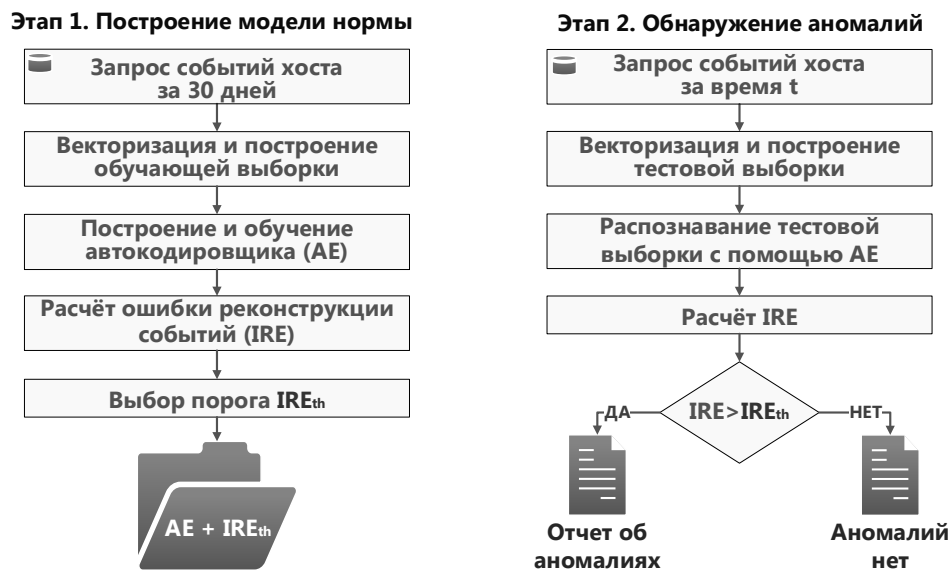 Этап 1. Построение модели нормы
Запрос событий хоста
за 30 дней
Векторизация и построение
обучающей выборки
Построение и обучение
автокодировщика (AE)
Расчёт ошибки реконструкции
событий (IRE)
Выбор порога IREth
AE + IREth
Этап 2. Обнаружение аномалий
Запрос событий хоста
за время t
Векторизация и построение
тестовой выборки
Распознавание тестовой
выборки с помощью AE
Расчёт IRE
IRE>IREth
ДА
НЕТ
Отчет об
аномалиях
Аномалий
нет